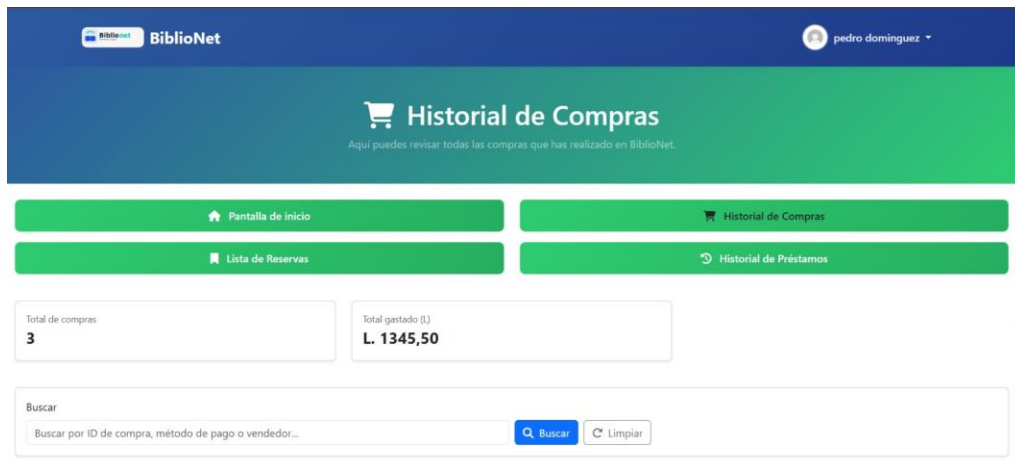 Biblionet BiblioNet
pedro dominguez
Historial de Compras
Aquí puedes revisar todas las compras que has realizado en BiblioNet.
Pantalla de inicio
Historial de Compras
Lista de Reservas
Historial de Préstamos
Total de compras
3
Total gastado (L)
L. 1345,50
Buscar
Buscar por ID de compra, método de pago o vendedor...
Buscar
Limpiar